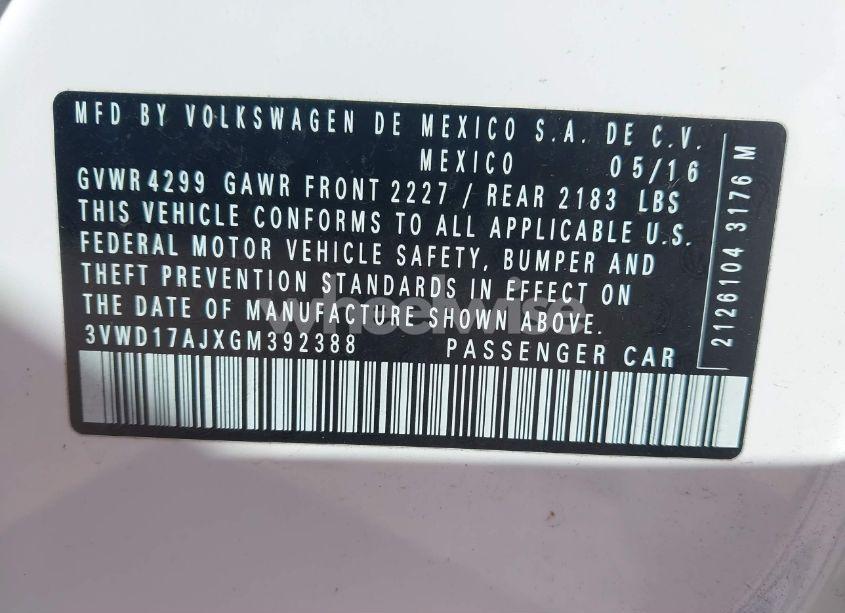 MFD BY VOLKSWAGEN DE MEXICO S.A. DE C.V.
MEXICO 05/16
GVWR 4299 GAWR FRONT 2227 / REAR 2183 LBS
THIS VEHICLE CONFORMS TO ALL APPLICABLE U.S.
FEDERAL MOTOR VEHICLE SAFETY, BUMPER AND
THEFT PREVENTION STANDARDS IN EFFECT ON
THE DATE OF MANUFACTURE SHOWN ABOVE.
3VWD17AJXGM392388 PASSENGER CAR
2126104 3176 M
wheelwise